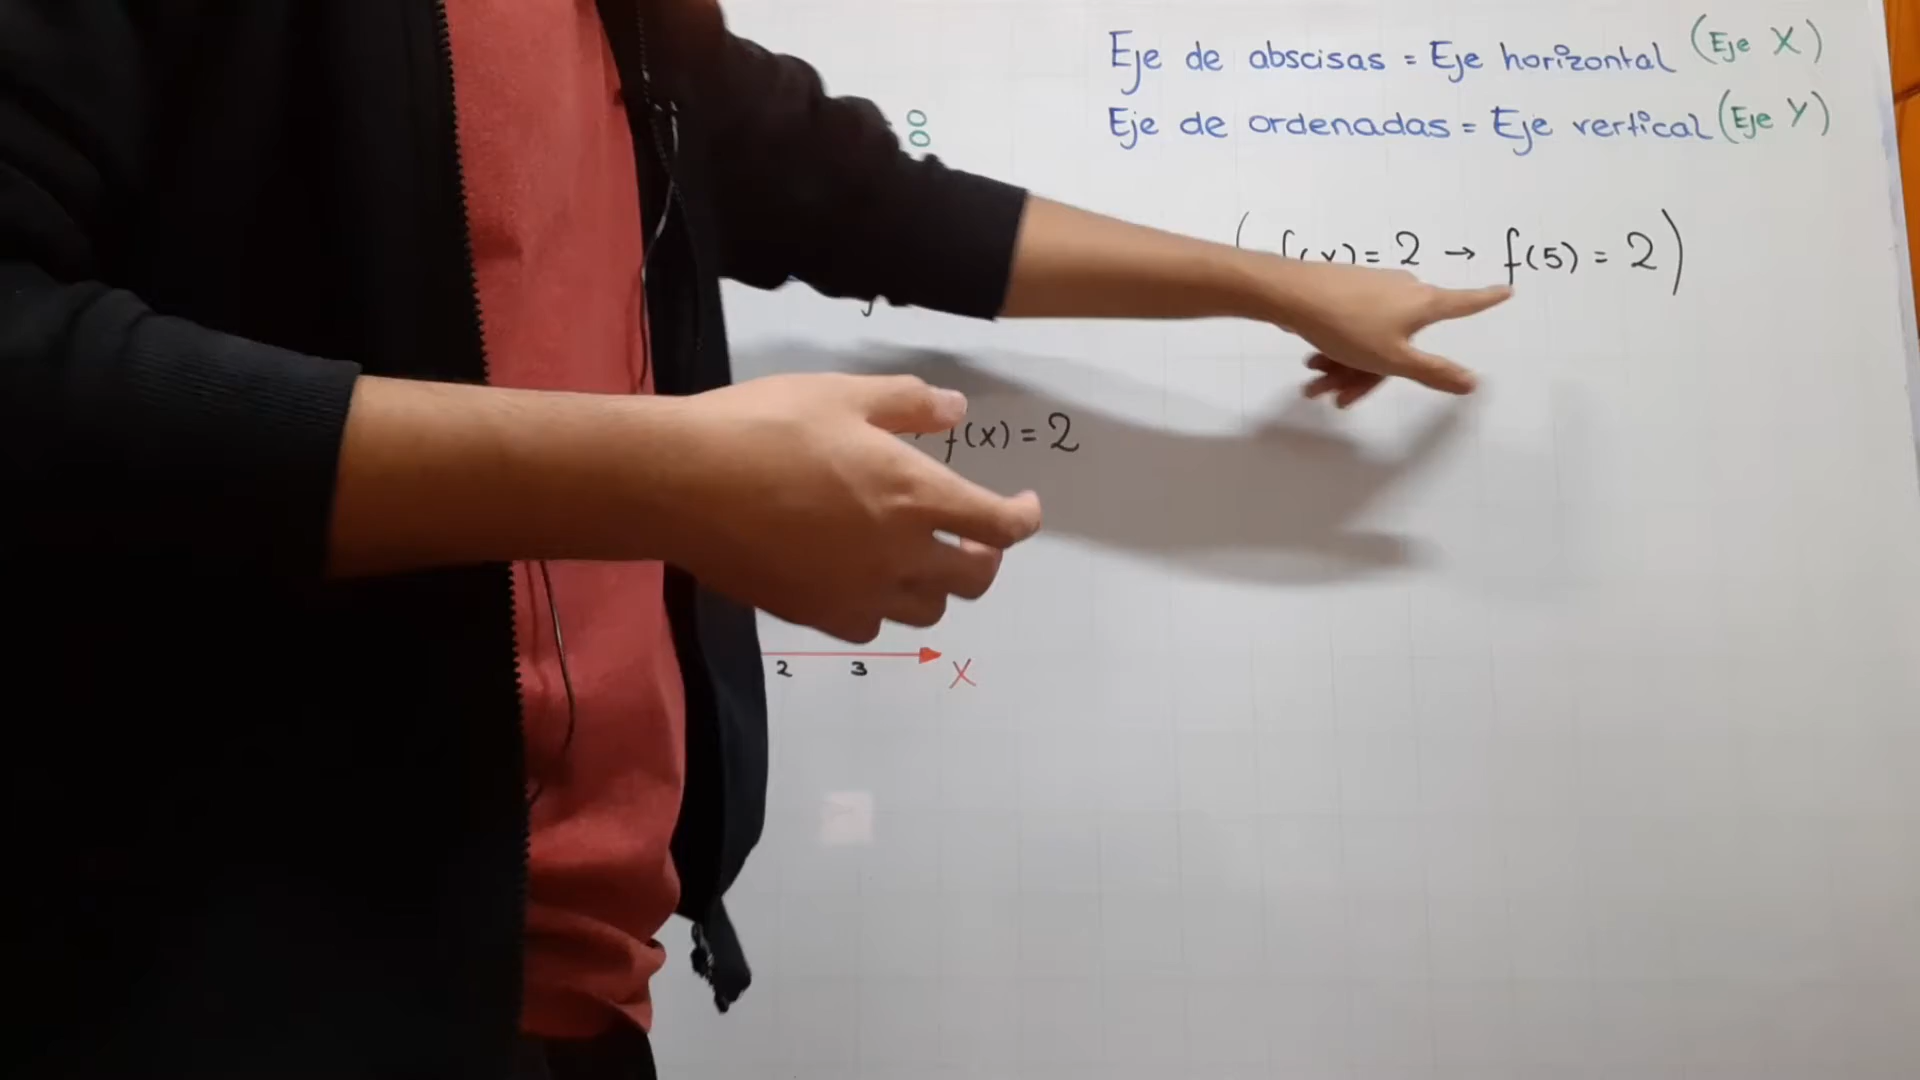 Eje de abscisas = Eje horizontal (Eje X)
Eje de ordenadas = Eje vertical (Eje Y)
( f(x) = 2 → f(5) = 2 )
f(x) = 2
2 3 X